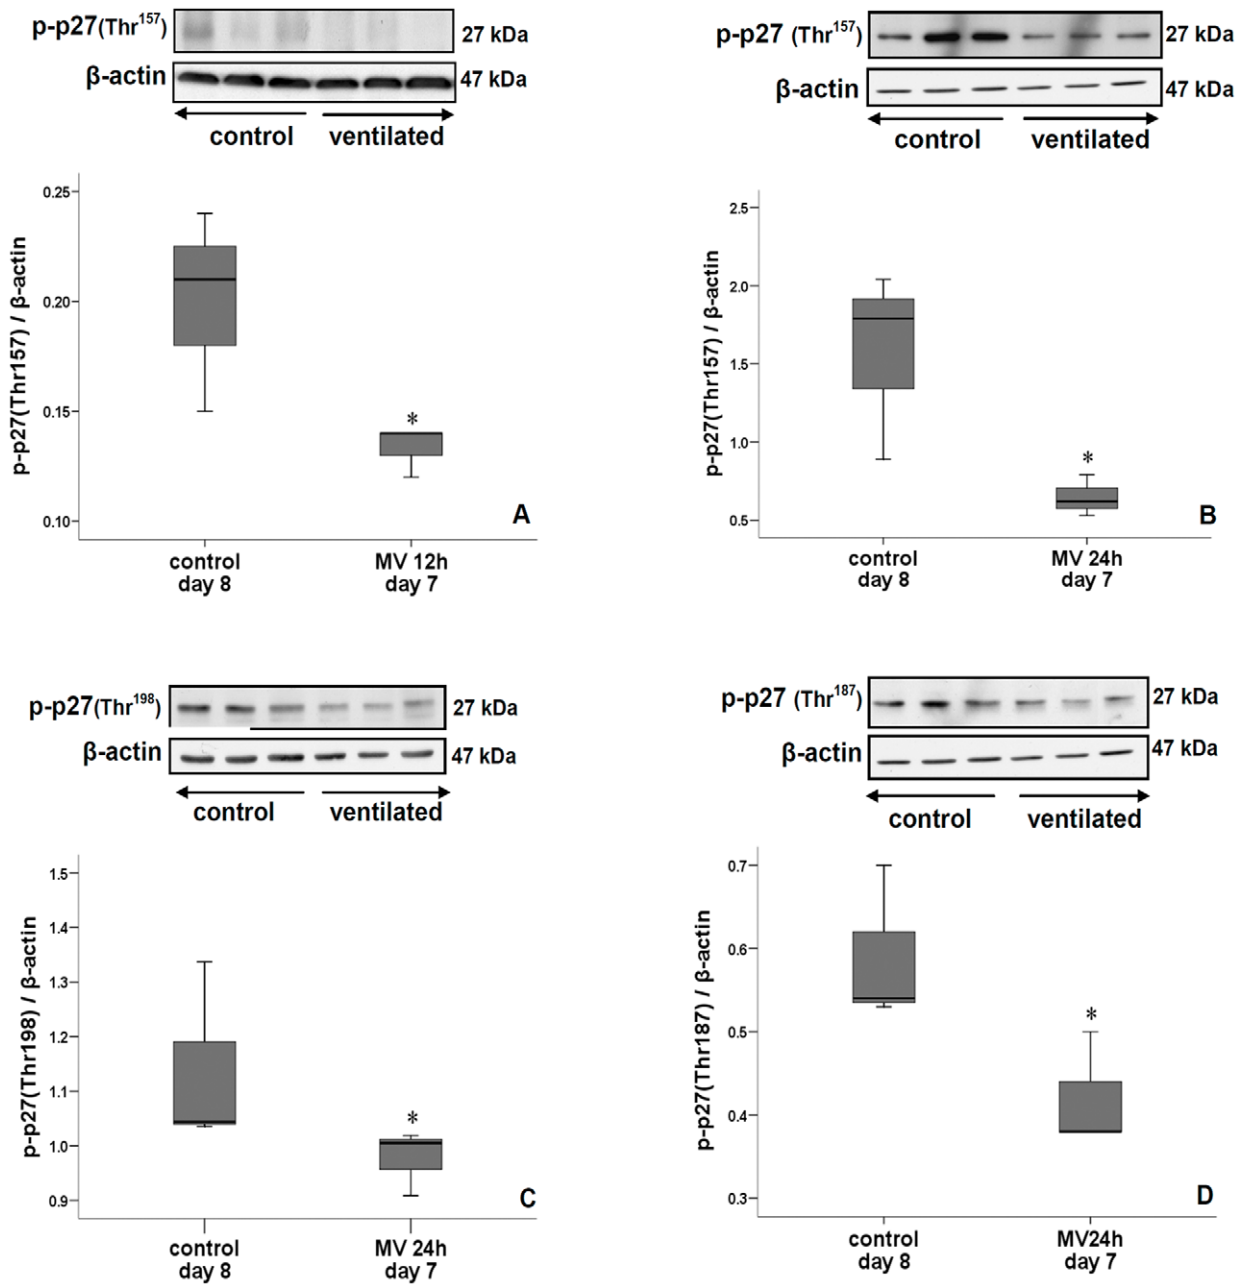 p-p27(Thr157)
27 kDa
β-actin
47 kDa
control
ventilated
0.25
0.20
0.15
0.10
p-p27(Thr157) / β-actin
*
A
control
day 8
MV 12h
day 7
p-p27 (Thr157)
27 kDa
β-actin
47 kDa
control
ventilated
2.5
2.0
1.5
1.0
0.5
p-p27(Thr157) / β-actin
*
B
control
day 8
MV 24h
day 7
p-p27(Thr198)
27 kDa
β-actin
47 kDa
control
ventilated
1.5
1.4
1.3
1.2
1.1
1.0
0.9
p-p27(Thr198) / β-actin
*
C
control
day 8
MV 24h
day 7
p-p27 (Thr187)
27 kDa
β-actin
47 kDa
control
ventilated
0.7
0.6
0.5
0.4
0.3
p-p27(Thr187) / β-actin
*
D
control
day 8
MV24h
day 7